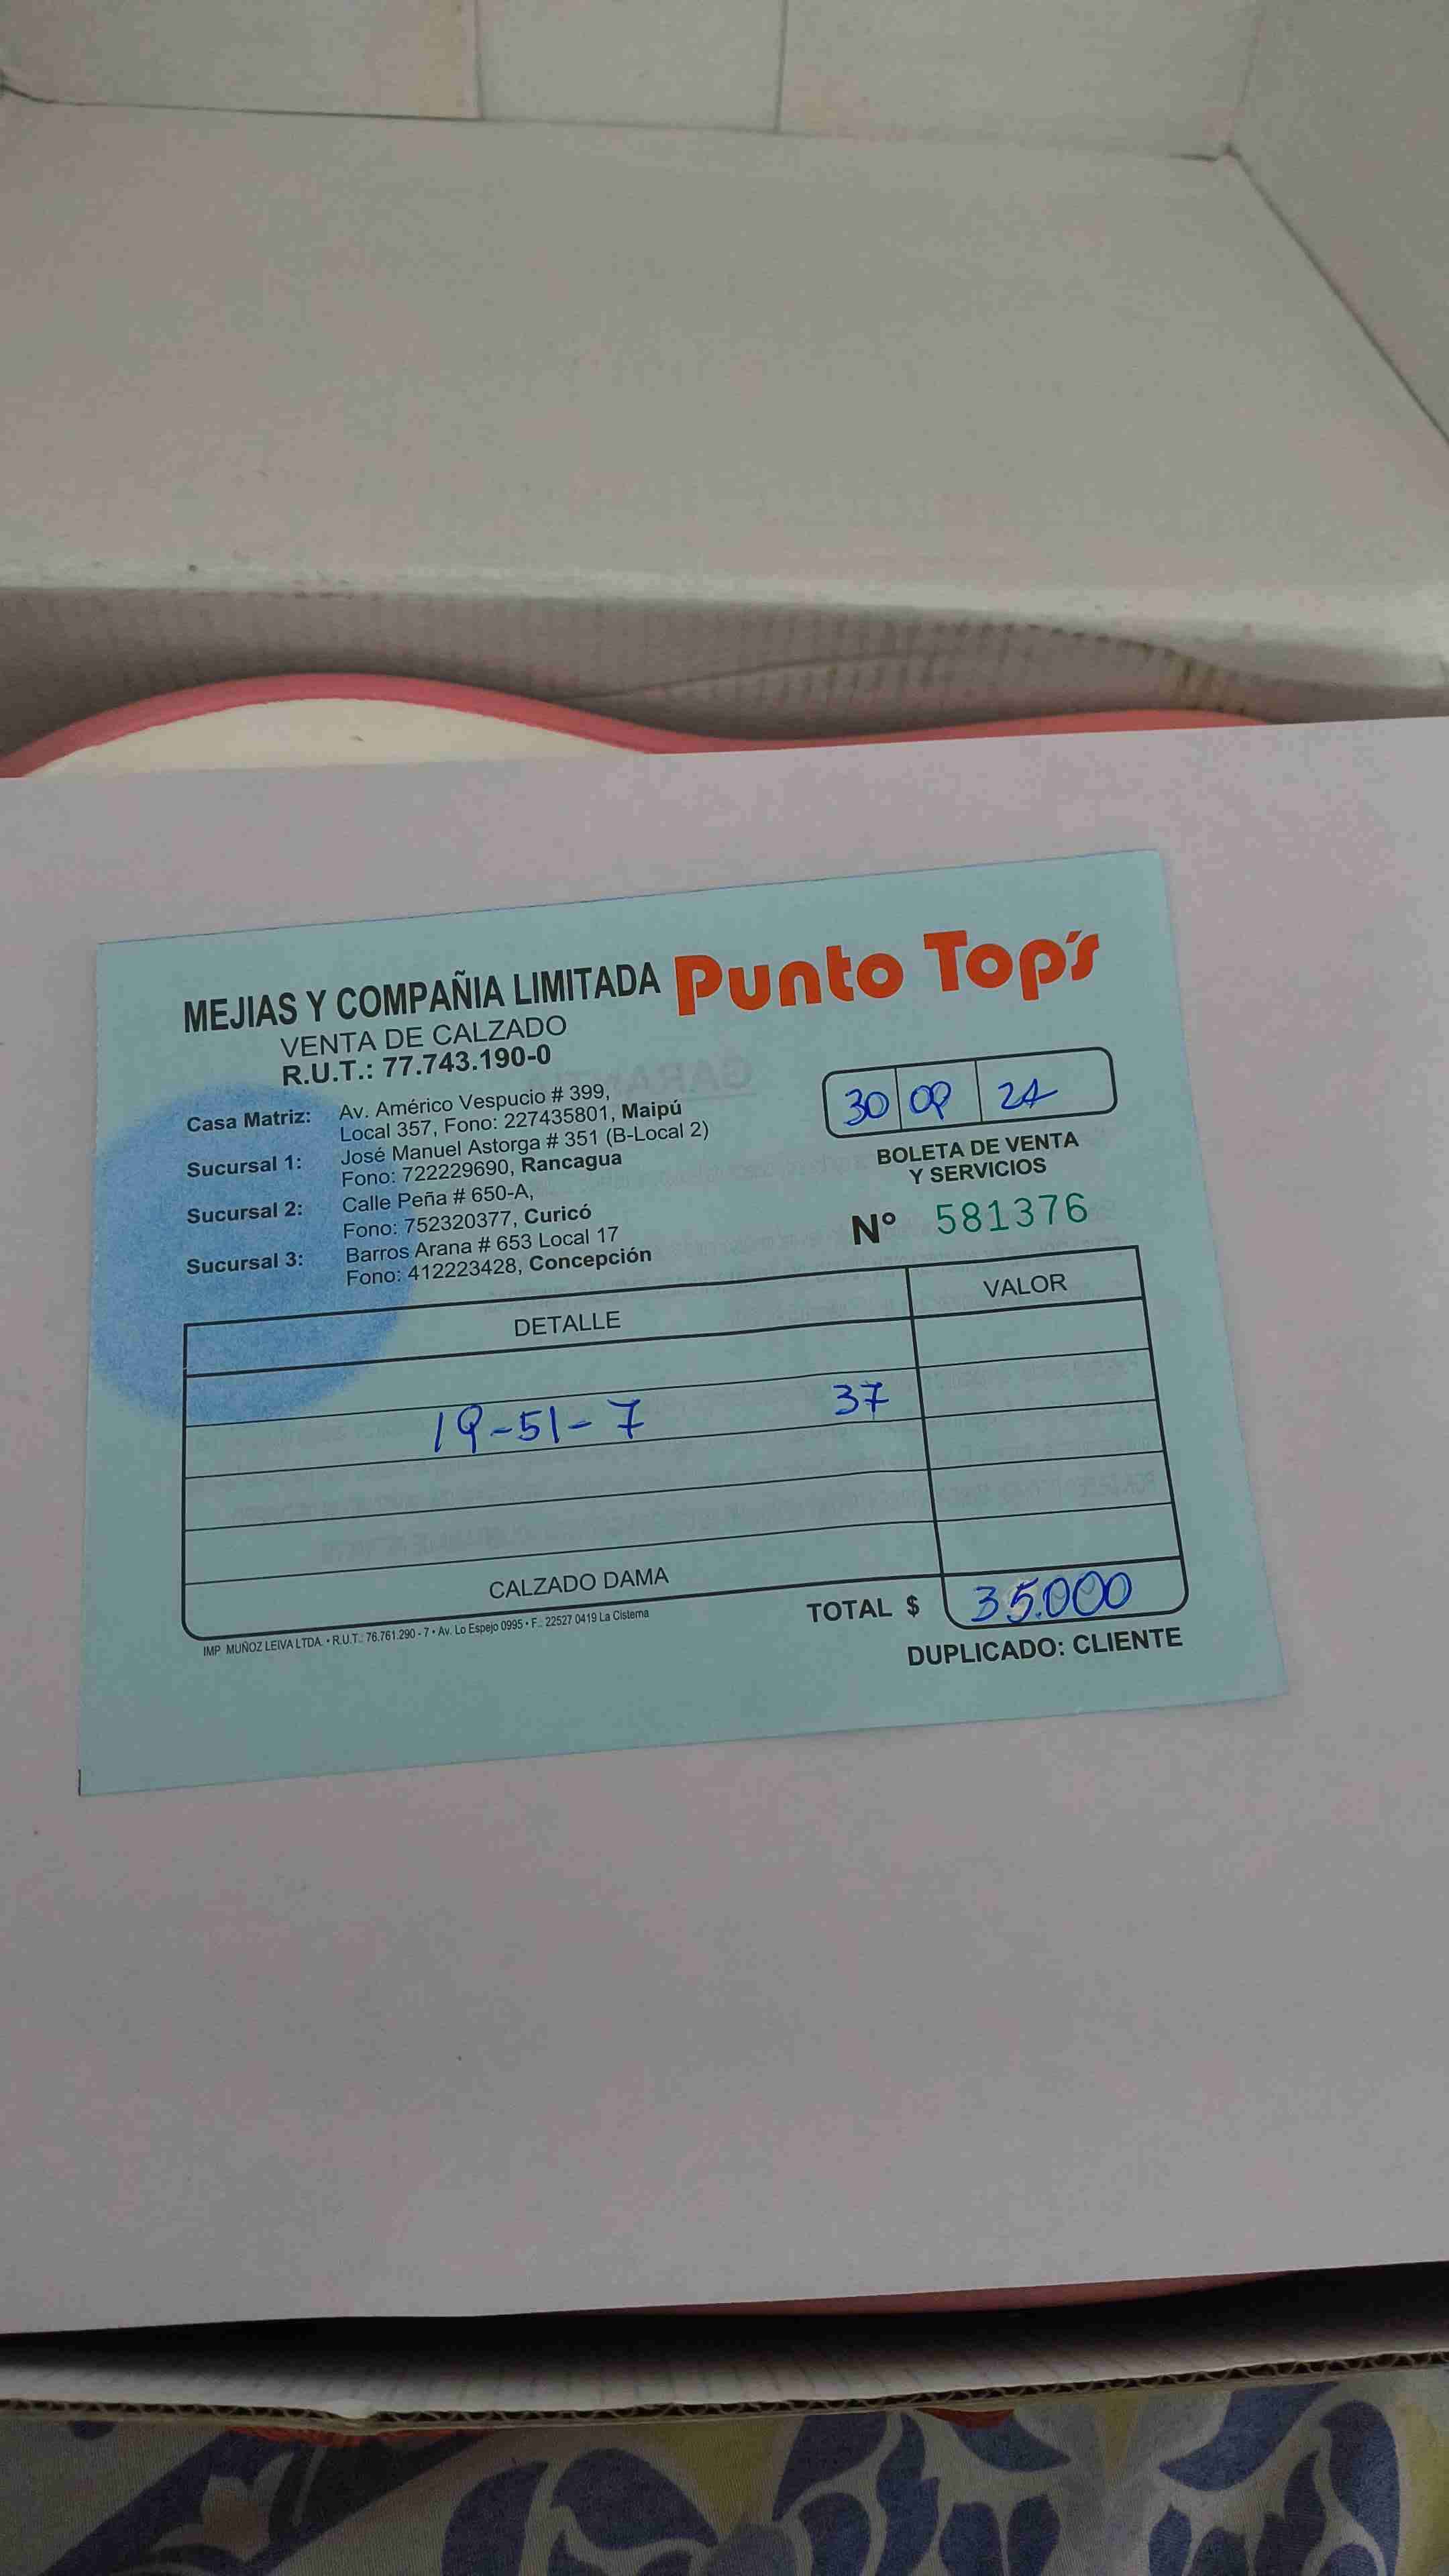 MEJIAS Y COMPAÑIA LIMITADA Punto Top's
VENTA DE CALZADO
R.U.T.: 77.743.190-0
Casa Matriz: Av. Américo Vespucio # 399,
Local 357, Fono: 227435801, Maipú
Sucursal 1: José Manuel Astorga # 351 (B-Local 2)
Fono: 722229690, Rancagua
Sucursal 2: Calle Peña # 650-A,
Fono: 752320377, Curicó
Sucursal 3: Barros Arana # 653 Local 17
Fono: 412223428, Concepción
30 09 24
BOLETA DE VENTA
Y SERVICIOS
N° 581376
DETALLE VALOR
19-51-7 37
CALZADO DAMA
TOTAL $ 35.000
IMP. MUÑOZ LEIVA LTDA. • R.U.T.: 76.761.290-7 • Av. Lo Espejo 0995 • F.: 22527 0419 La Cisterna
DUPLICADO: CLIENTE